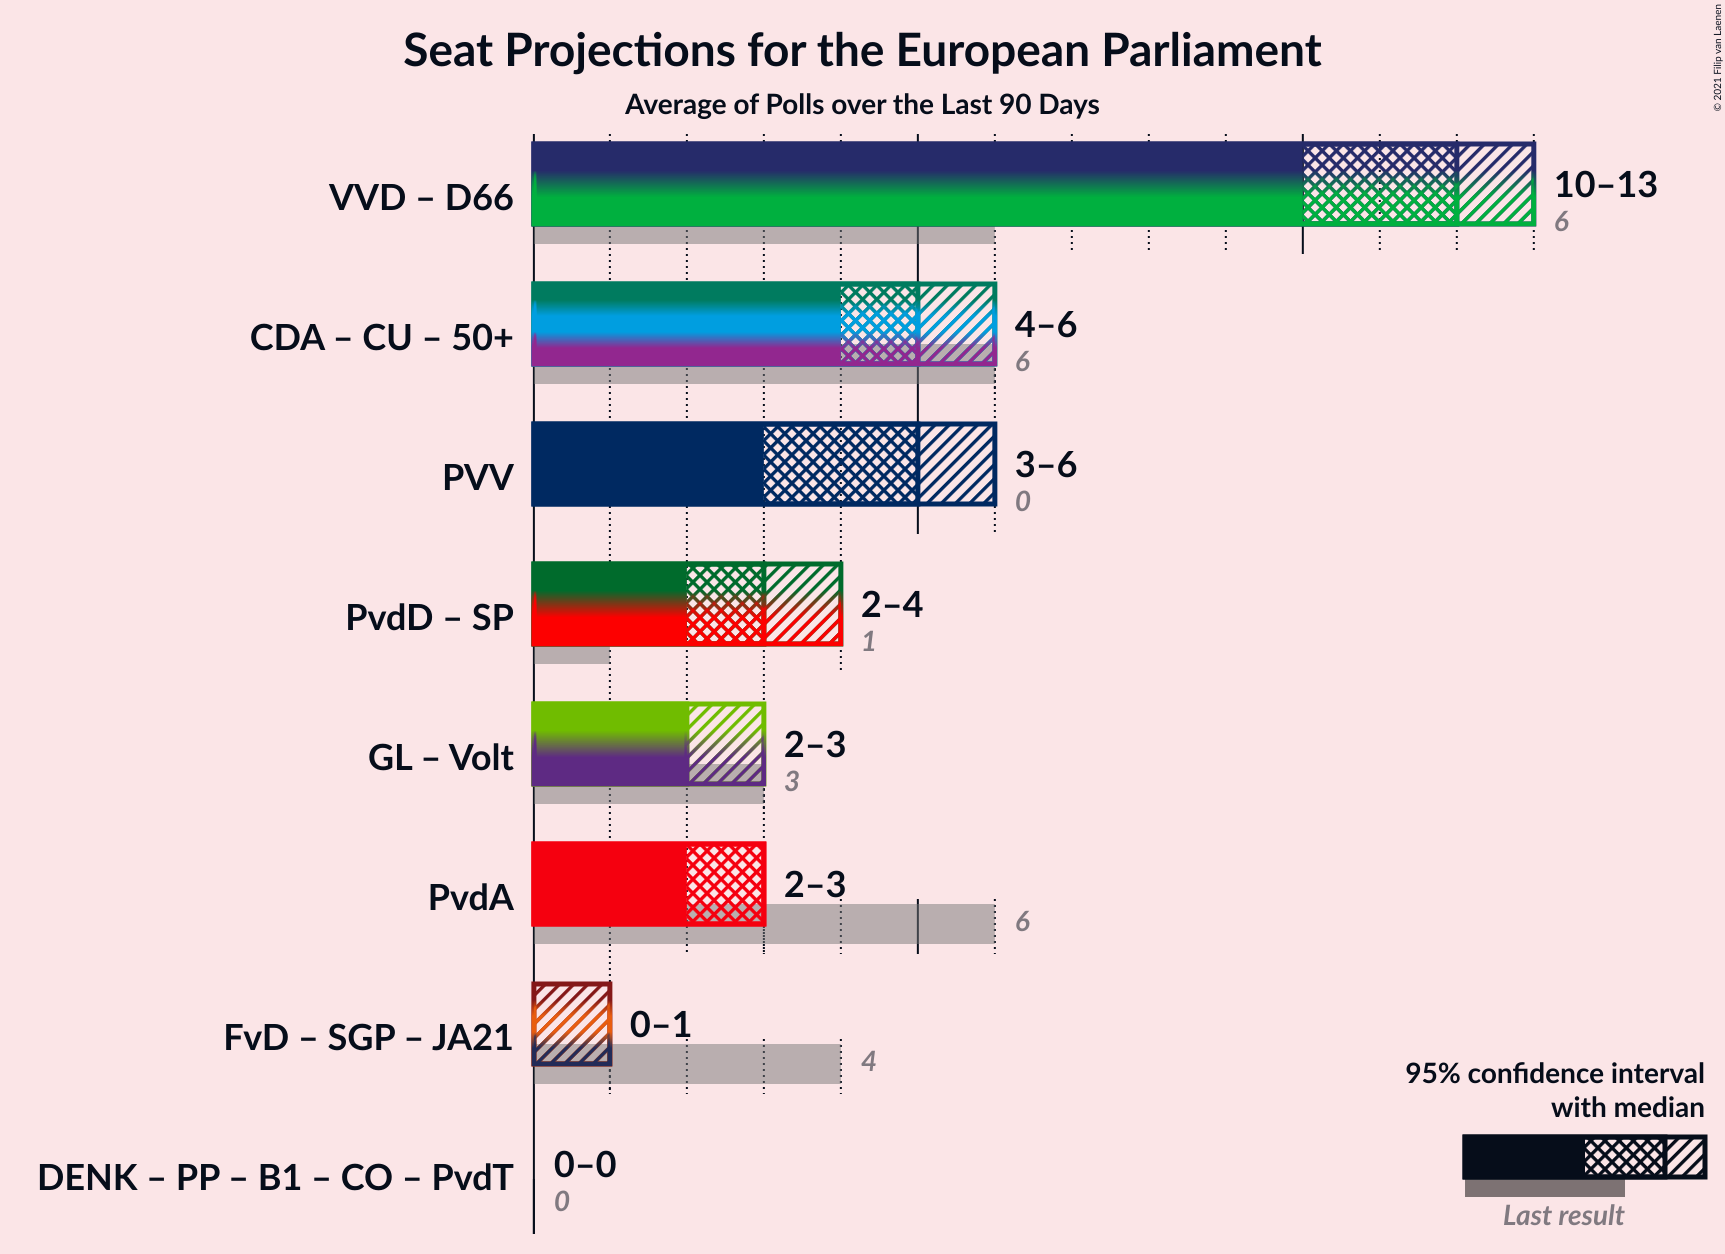 Seat Projections for the European Parliament
Average of Polls over the Last 90 Days
© 2021 Filip van Laenen
VVD – D66
10–13
6
CDA – CU – 50+
4–6
6
PVV
3–6
0
PvdD – SP
2–4
1
GL – Volt
2–3
3
PvdA
2–3
6
FvD – SGP – JA21
0–1
4
DENK – PP – B1 – CO – PvdT
0–0
0
95% confidence interval
with median
Last result